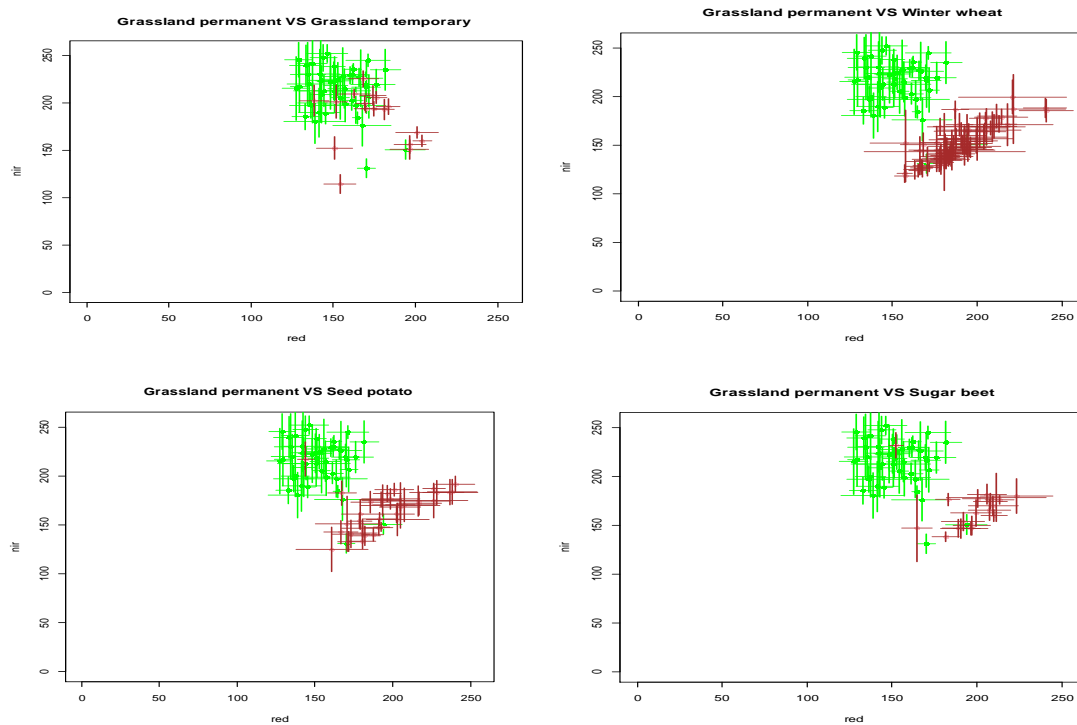 Grassland permanent VS Grassland temporary
nir
0 50 100 150 200 250
0 50 100 150 200 250
red
Grassland permanent VS Winter wheat
nir
0 50 100 150 200 250
0 50 100 150 200 250
red
Grassland permanent VS Seed potato
nir
0 50 100 150 200 250
0 50 100 150 200 250
red
Grassland permanent VS Sugar beet
nir
0 50 100 150 200 250
0 50 100 150 200 250
red